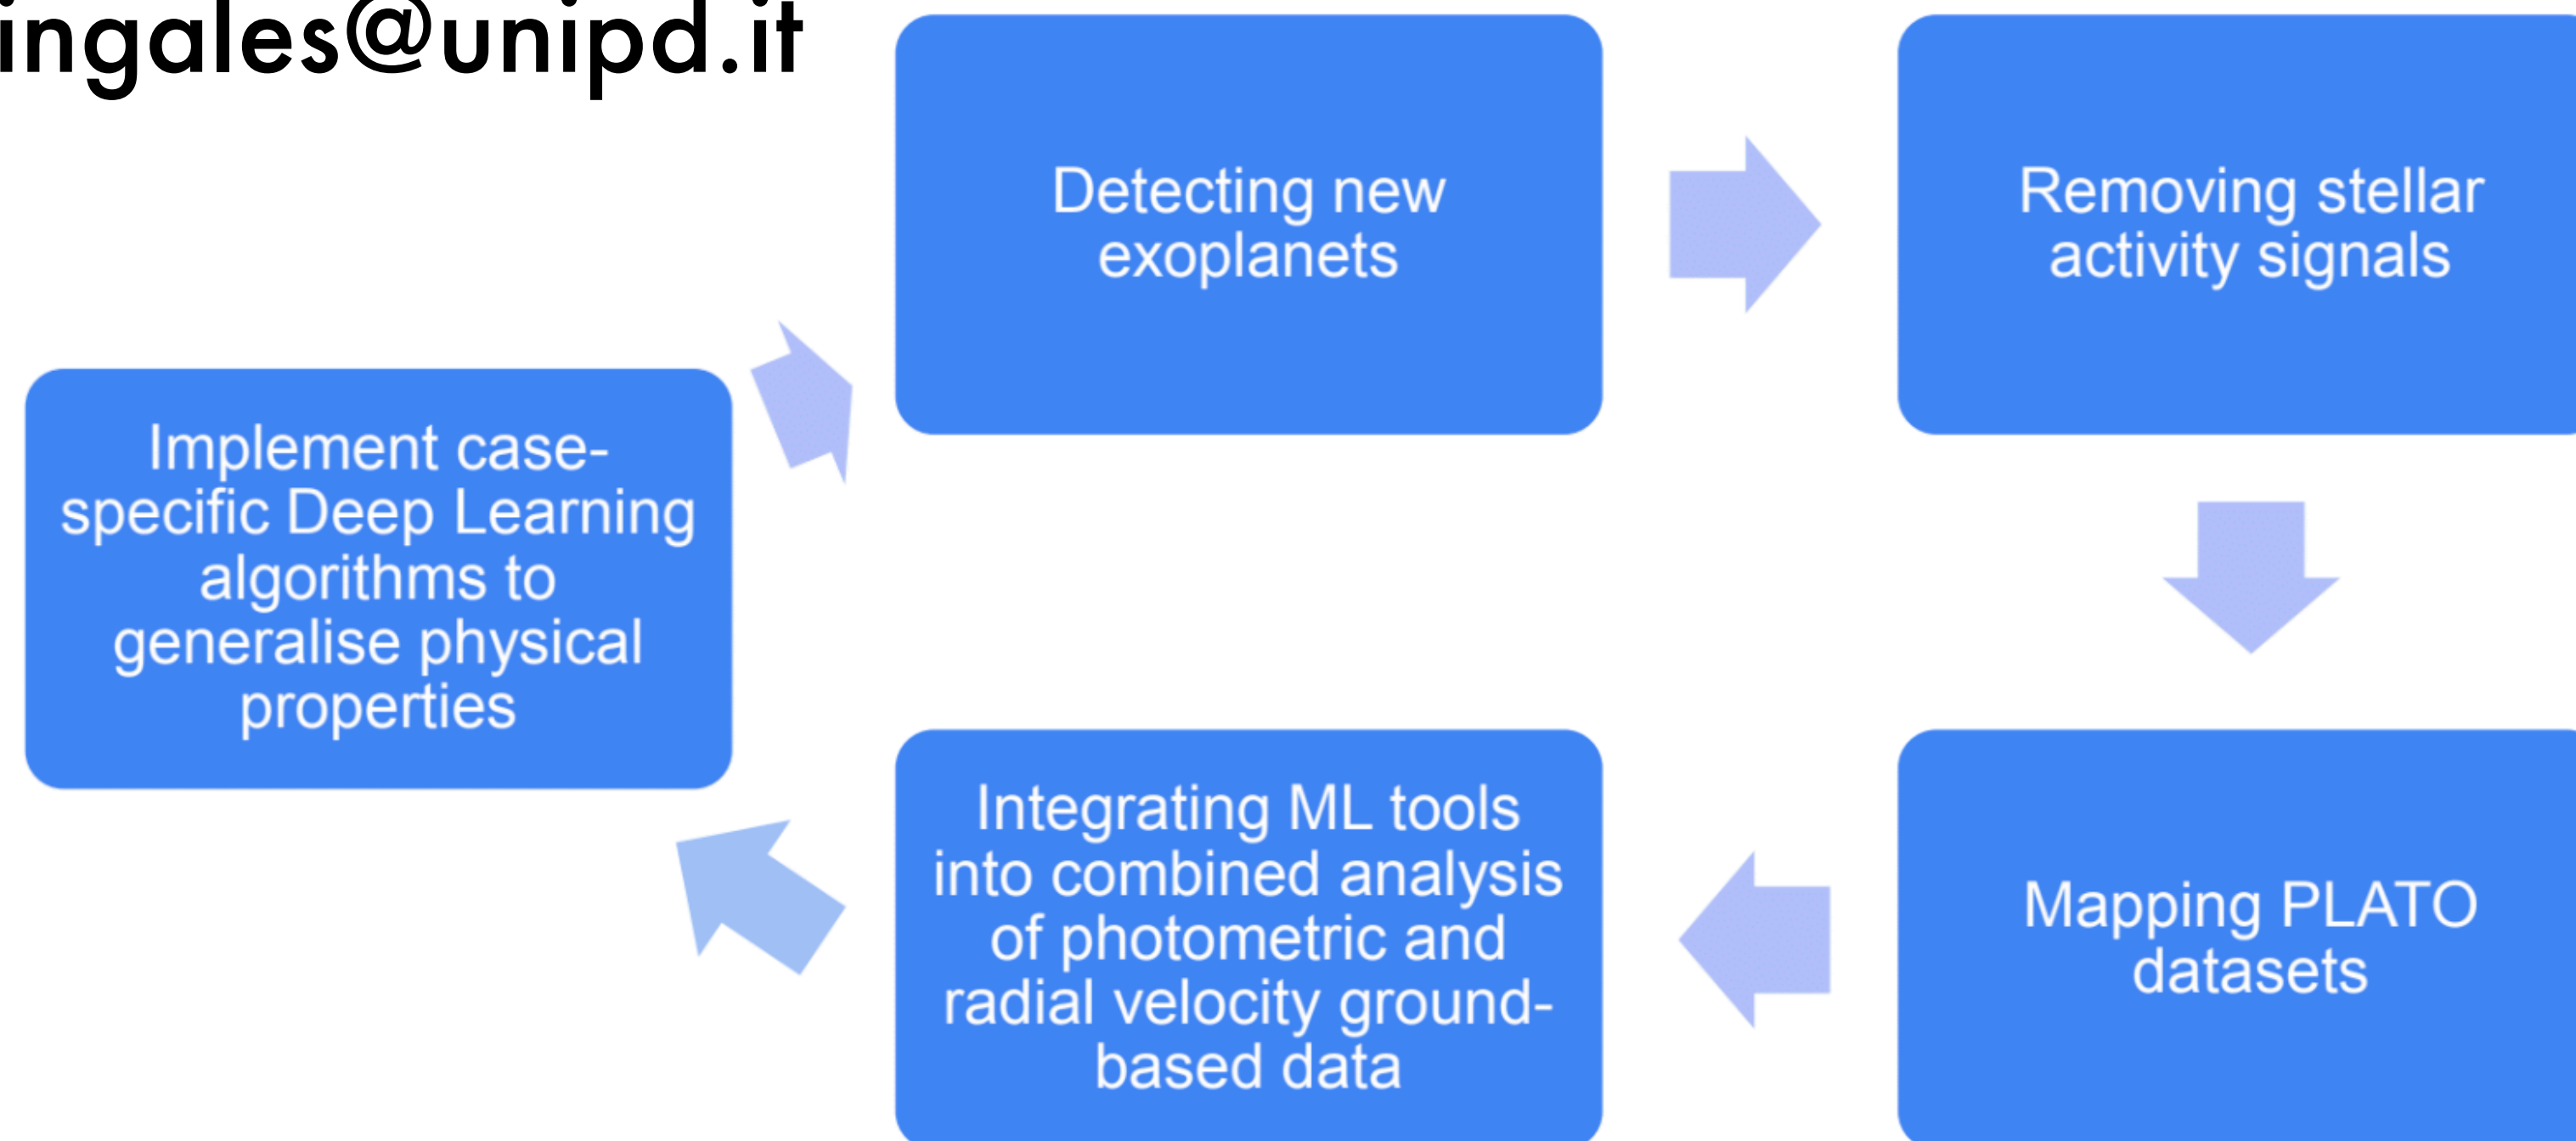 ingales@unipd.it
Detecting new
exoplanets
Removing stellar
activity signals
Implement case-
specific Deep Learning
algorithms to
generalise physical
properties
Integrating ML tools
into combined analysis
of photometric and
radial velocity ground-
based data
Mapping PLATO
datasets